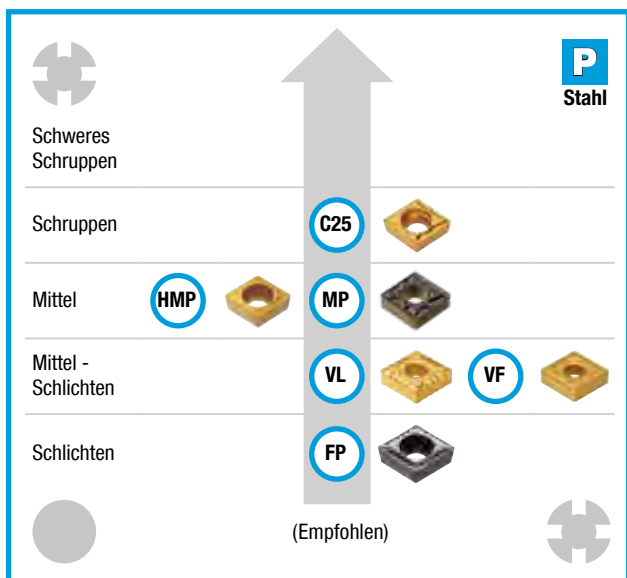 P
Stahl
Schweres
Schruppen
Schruppen
C25
Mittel
HMP
MP
Mittel -
Schlichten
VL
VF
Schlichten
FP
(Empfohlen)